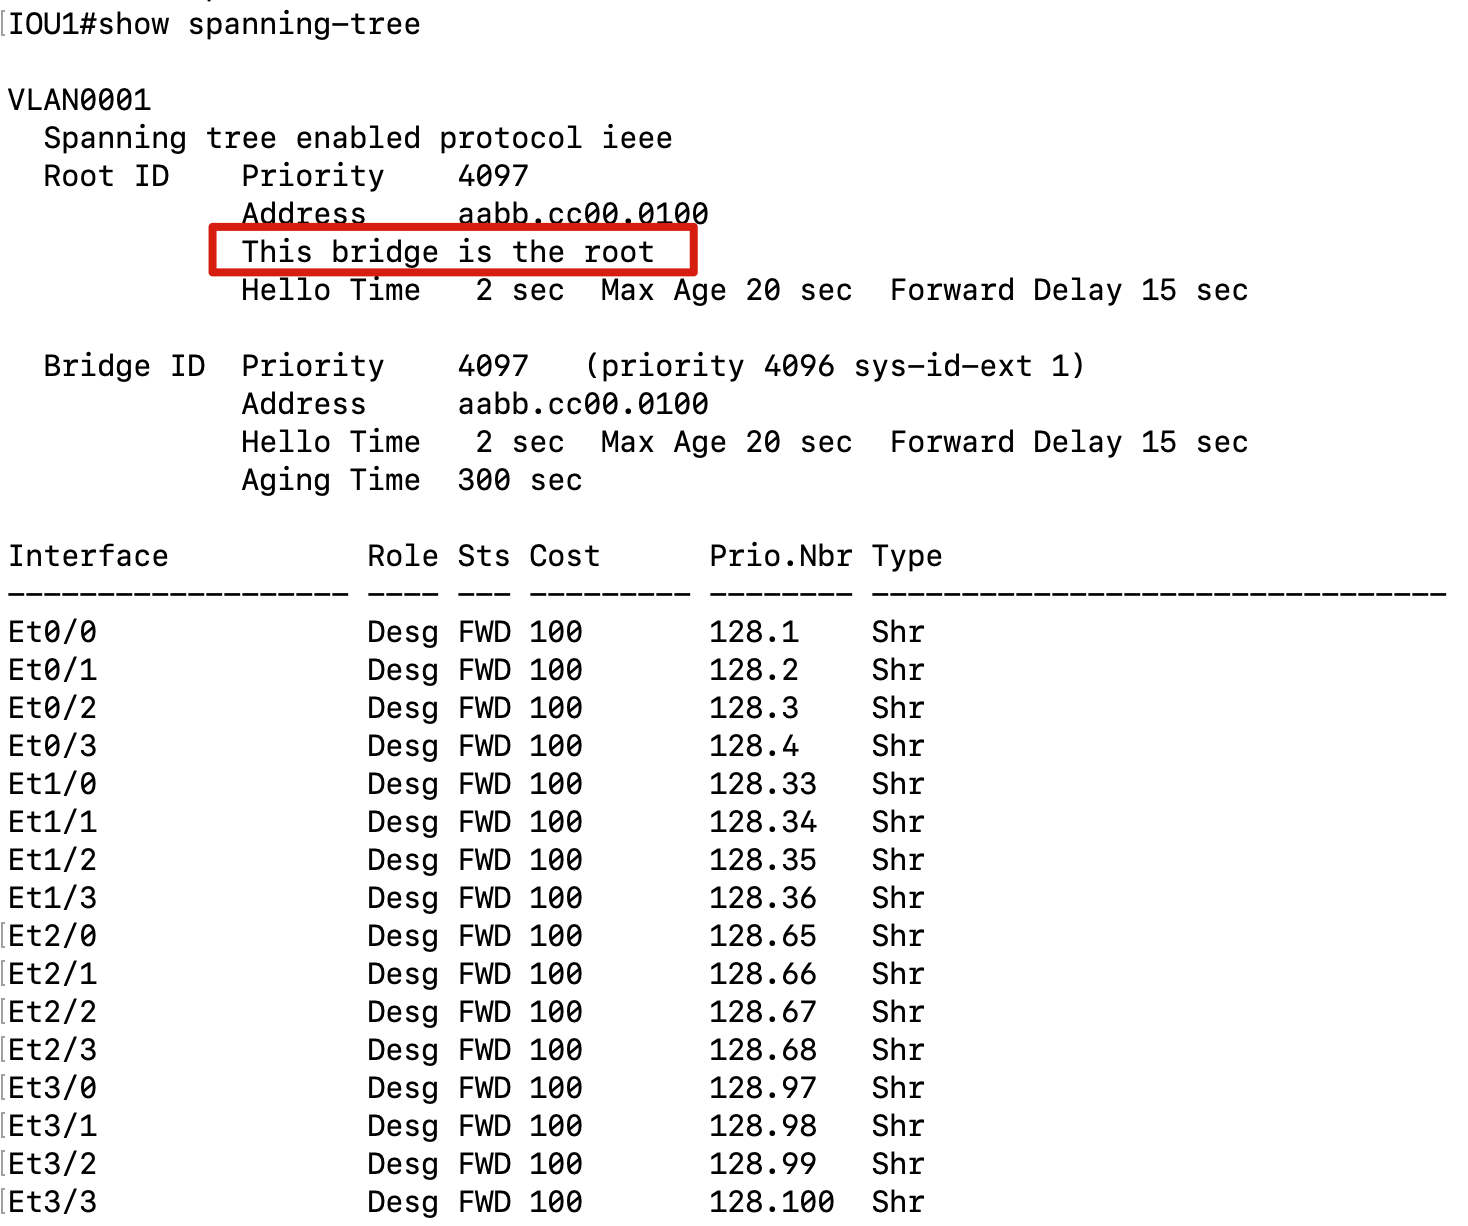 IOU1#show spanning-tree
VLAN0001
  Spanning tree enabled protocol ieee
  Root ID    Priority    4097
             Address     aabb.cc00.0100
             This bridge is the root
             Hello Time   2 sec  Max Age 20 sec  Forward Delay 15 sec
  Bridge ID  Priority    4097   (priority 4096 sys-id-ext 1)
             Address     aabb.cc00.0100
             Hello Time   2 sec  Max Age 20 sec  Forward Delay 15 sec
             Aging Time  300 sec
Interface           Role Sts Cost      Prio.Nbr Type
------------------- ---- --- --------- -------- --------------------------------
Et0/0               Desg FWD 100       128.1    Shr
Et0/1               Desg FWD 100       128.2    Shr
Et0/2               Desg FWD 100       128.3    Shr
Et0/3               Desg FWD 100       128.4    Shr
Et1/0               Desg FWD 100       128.33   Shr
Et1/1               Desg FWD 100       128.34   Shr
Et1/2               Desg FWD 100       128.35   Shr
Et1/3               Desg FWD 100       128.36   Shr
Et2/0               Desg FWD 100       128.65   Shr
Et2/1               Desg FWD 100       128.66   Shr
Et2/2               Desg FWD 100       128.67   Shr
Et2/3               Desg FWD 100       128.68   Shr
Et3/0               Desg FWD 100       128.97   Shr
Et3/1               Desg FWD 100       128.98   Shr
Et3/2               Desg FWD 100       128.99   Shr
Et3/3               Desg FWD 100       128.100  Shr